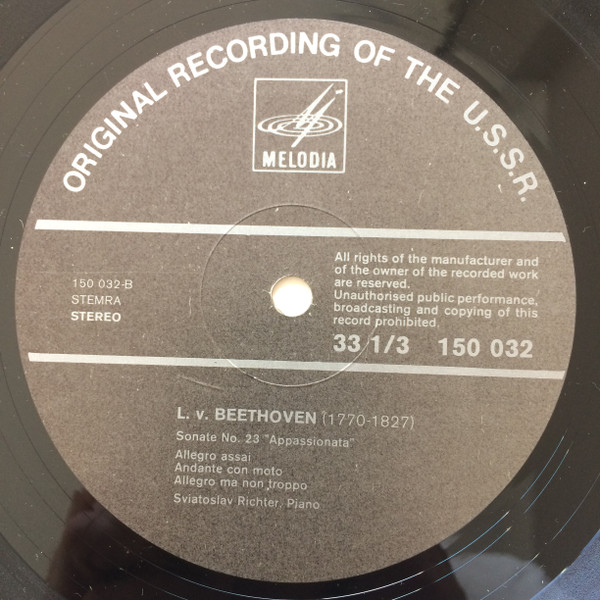 ORIGINAL RECORDING OF THE U.S.S.R.
MELODIA
150 032-B
STEMRA
STEREO
All rights of the manufacturer and
of the owner of the recorded work
are reserved.
Unauthorised public performance,
broadcasting and copying of this
record prohibited.
33 1/3 150 032
L. v. BEETHOVEN (1770-1827)
Sonate No. 23 "Appassionata"
Allegro assai
Andante con moto
Allegro ma non troppo
Sviatoslav Richter, Piano